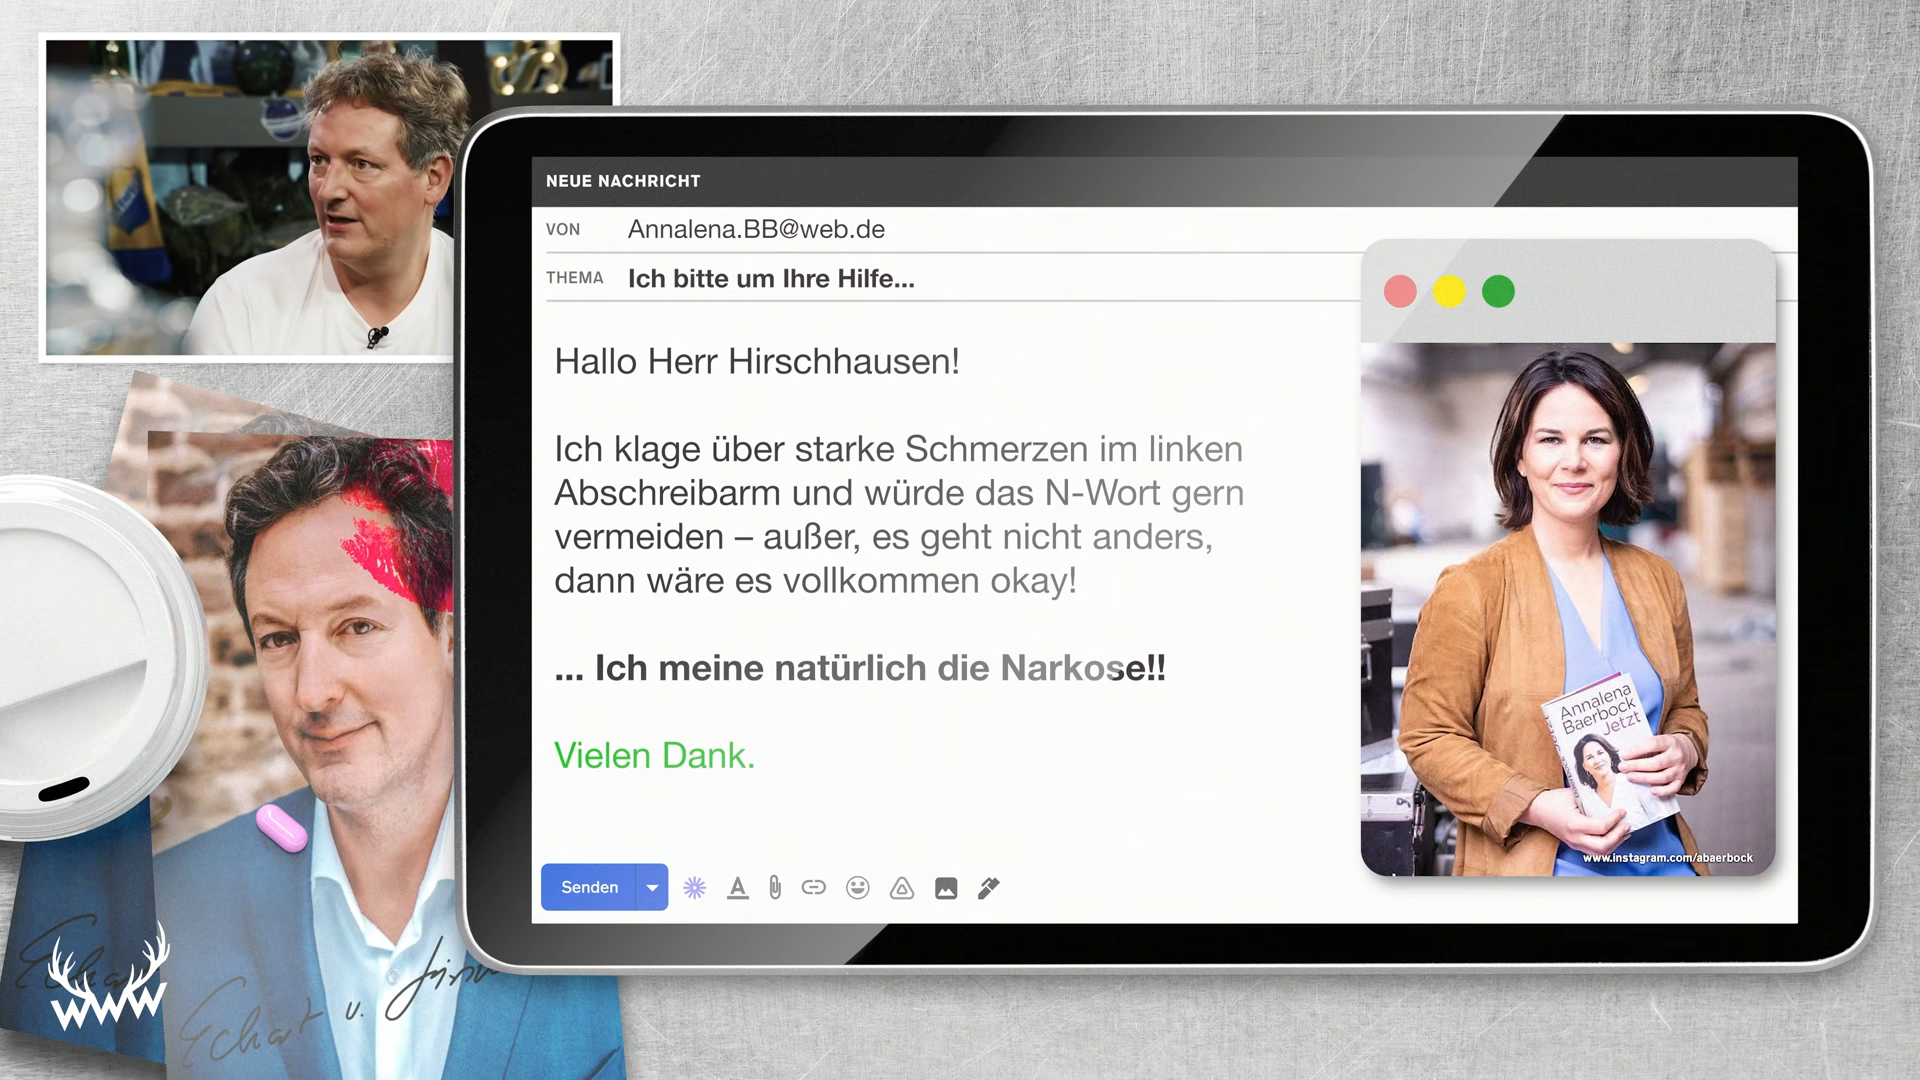 NEUE NACHRICHT
VON Annalena.BB@web.de
THEMA Ich bitte um Ihre Hilfe...
Hallo Herr Hirschhausen!
Ich klage über starke Schmerzen im linken
Abschreibarm und würde das N-Wort gern
vermeiden – außer, es geht nicht anders,
dann wäre es vollkommen okay!
... Ich meine natürlich die Narkose!!
Vielen Dank.
Senden
Annalena
Baerbock
Jetzt
www.instagram.com/abaerbock
Eckart v.
WWW